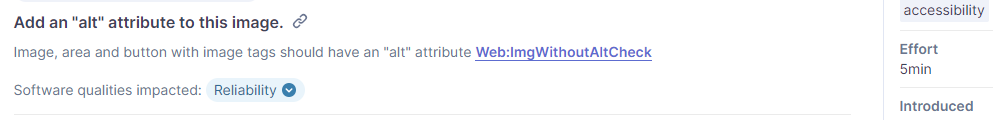 Add an "alt" attribute to this image.
Image, area and button with image tags should have an "alt" attribute Web:ImgWithoutAltCheck
Software qualities impacted: Reliability
accessibility
Effort
5min
Introduced